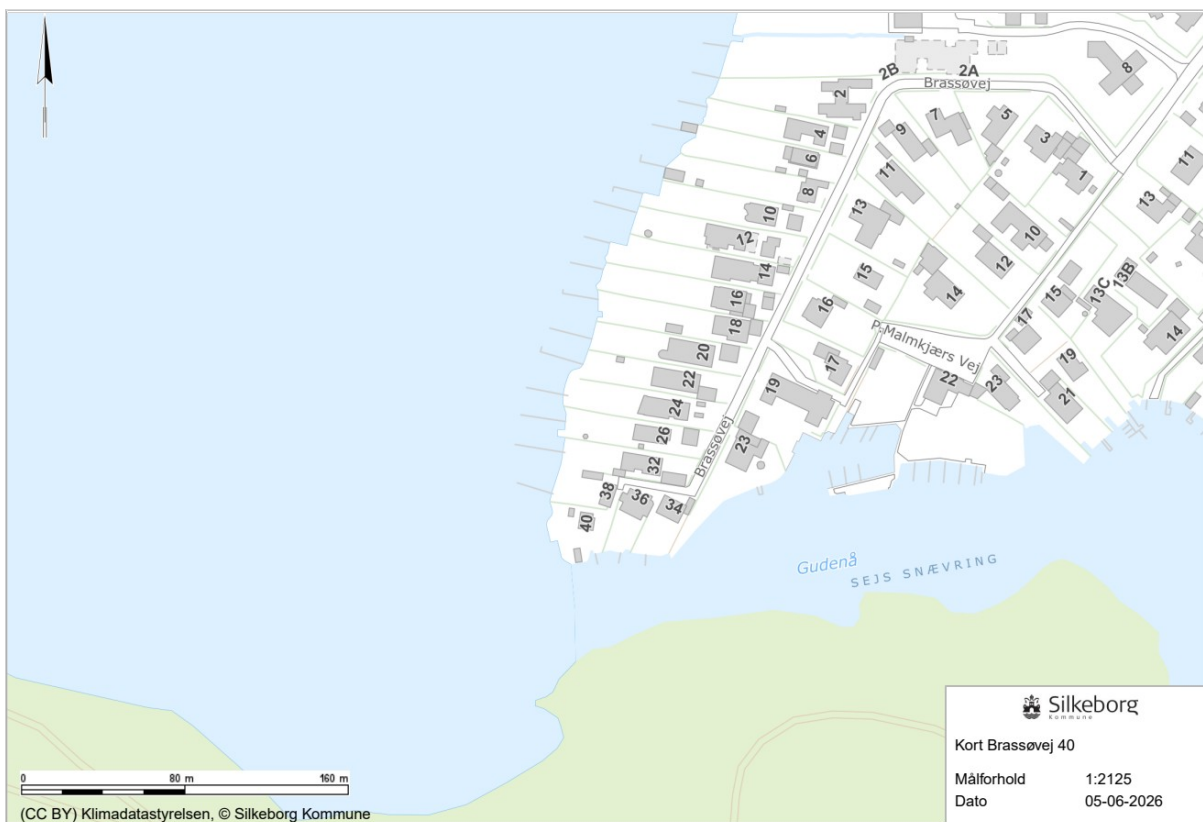 2B
2A
Brassøvej
8
2
4
6
8
10
12
14
16
18
20
22
24
26
32
38
36
34
40
9
7
5
3
1
11
13
15
16
17
19
23
Brassøvej
10
12
14
P. Malmkjærs Vej
22
23
11
13
13B
13C
15
17
19
21
14
Gudenå
SEJS SNÆVRING
Silkeborg
Kommune
Kort Brassøvej 40
Målforhold 1:2125
Dato 05-06-2026
0 80 m 160 m
(CC BY) Klimadatastyrelsen, © Silkeborg Kommune